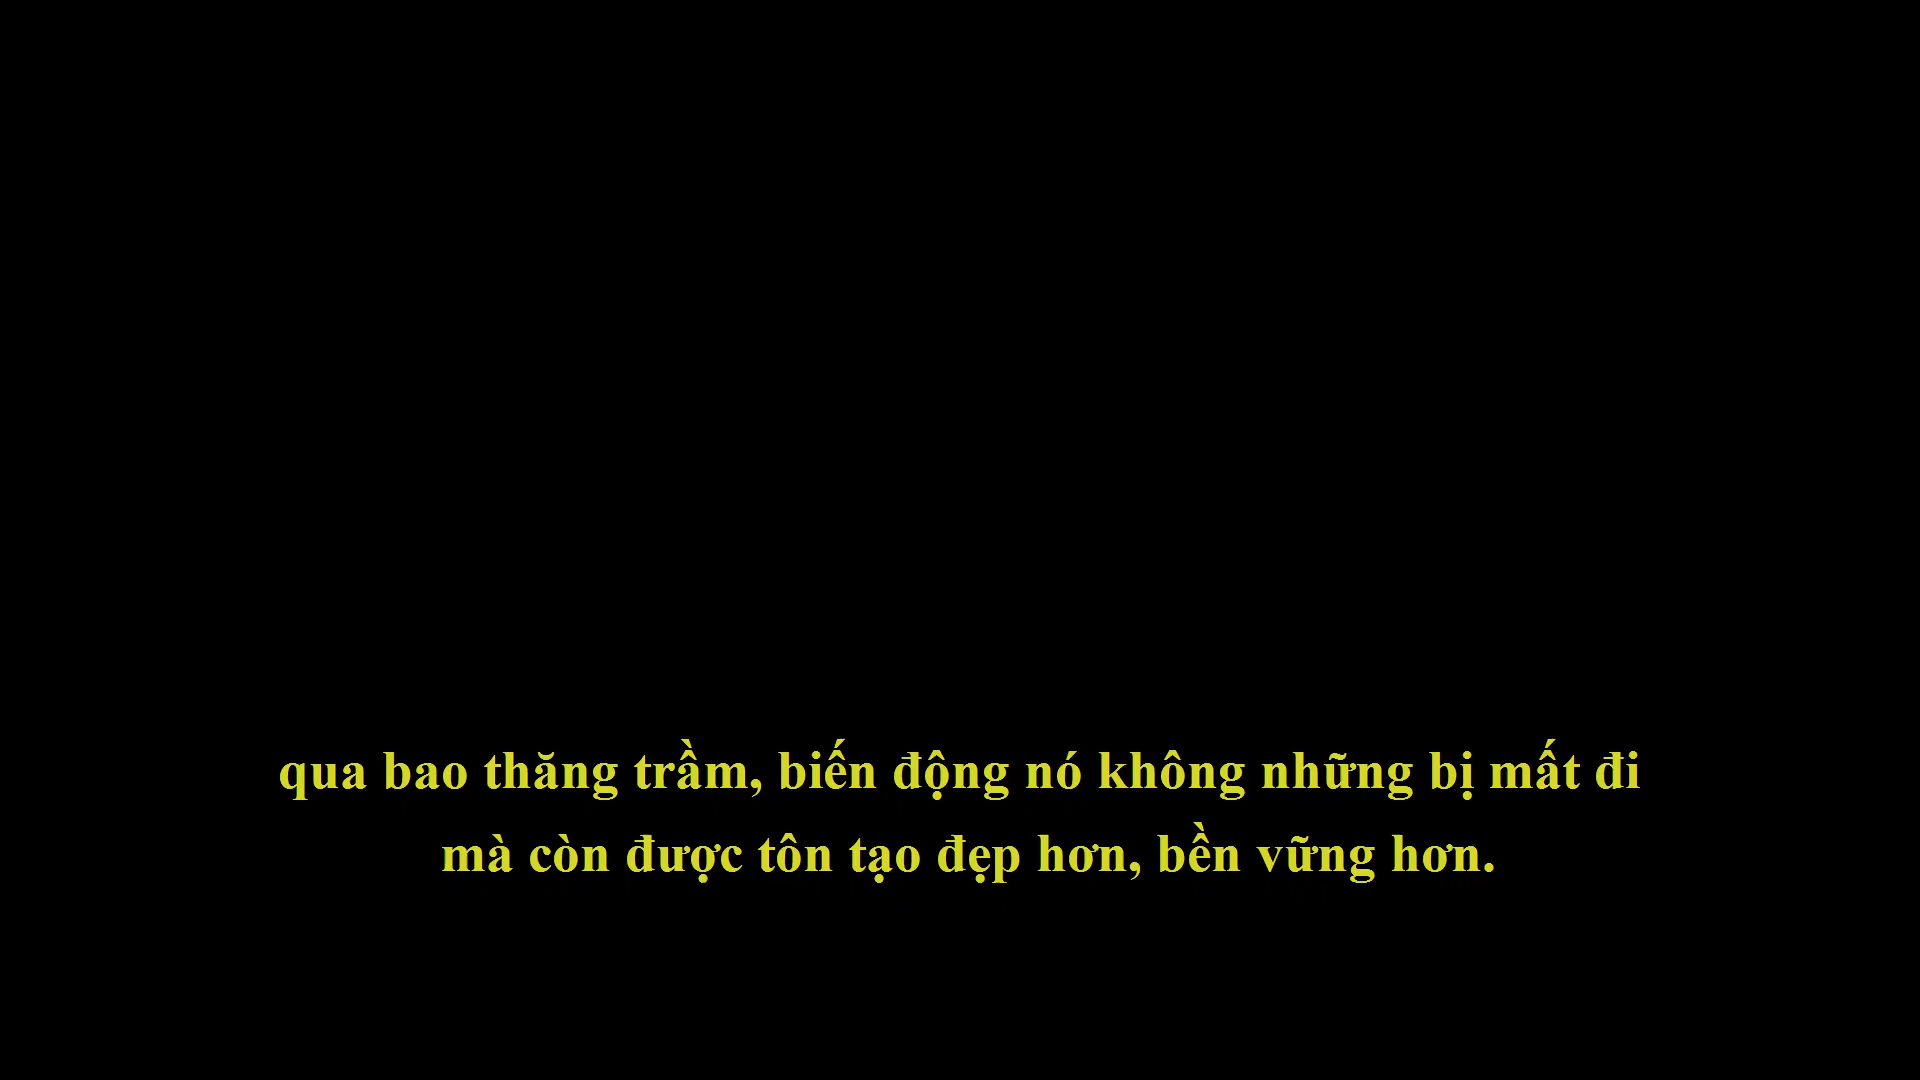 qua bao thăng trầm, biến động nó không những bị mất đi
mà còn được tôn tạo đẹp hơn, bền vững hơn.